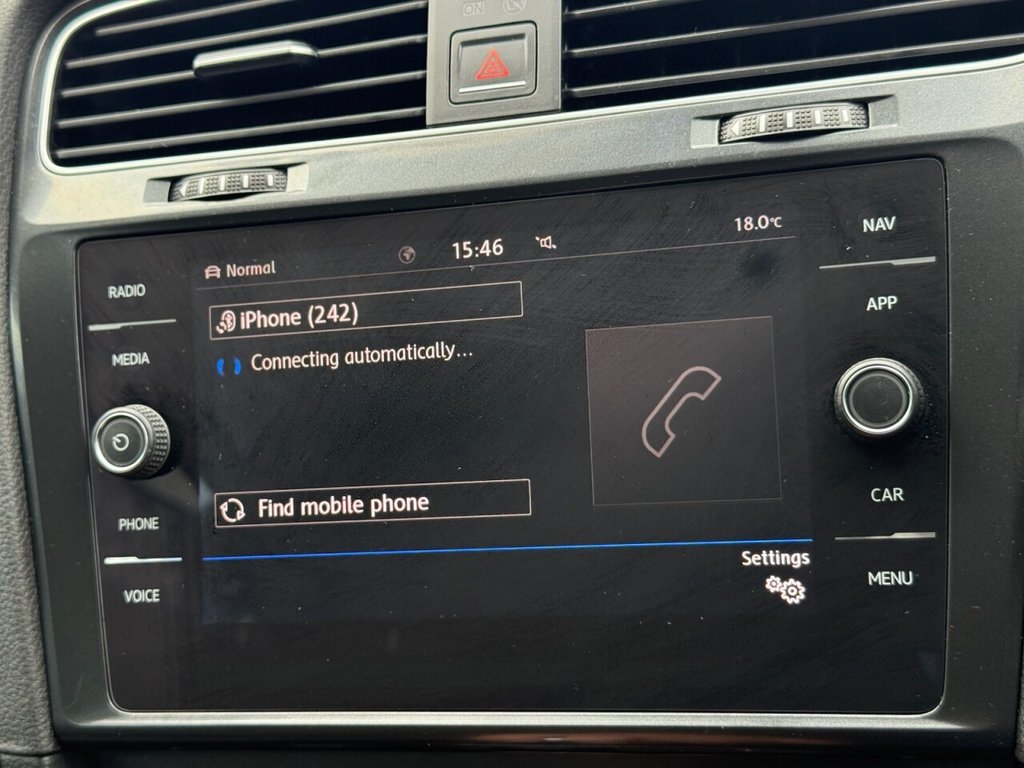 ON
15:46
18.0°C
Normal
iPhone (242)
Connecting automatically...
Find mobile phone
Settings
RADIO
MEDIA
PHONE
VOICE
NAV
APP
CAR
MENU